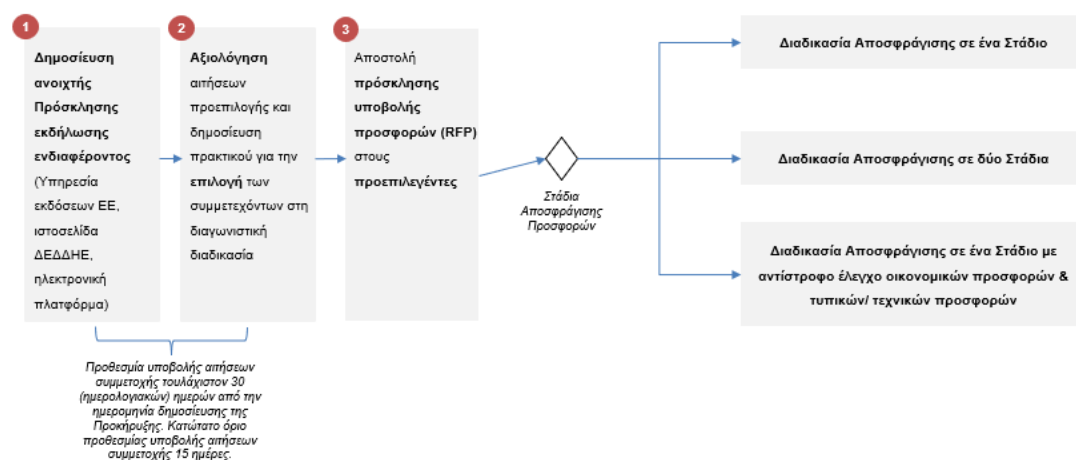 1
Δημοσίευση
ανοιχτής
Πρόσκλησης
εκδήλωσης
ενδιαφέροντος
(Υπηρεσία
εκδόσεων ΕΕ,
ιστοσελίδα
ΔΕΔΔΗΕ,
ηλεκτρονική
πλατφόρμα)
2
Αξιολόγηση
αιτήσεων
προεπιλογής και
δημοσίευση
πρακτικού για την
επιλογή των
συμμετεχόντων στη
διαγωνιστική
διαδικασία
3
Αποστολή
πρόσκλησης
υποβολής
προσφορών (RFP)
στους
προεπιλεγέντες
Στάδια
Αποσφράγισης
Προσφορών
Διαδικασία Αποσφράγισης σε ένα Στάδιο
Διαδικασία Αποσφράγισης σε δύο Στάδια
Διαδικασία Αποσφράγισης σε ένα Στάδιο με
αντίστροφο έλεγχο οικονομικών προσφορών &
τυπικών/ τεχνικών προσφορών
Προθεσμία υποβολής αιτήσεων
συμμετοχής τουλάχιστον 30
(ημερολογιακών) ημερών από την
ημερομηνία δημοσίευσης της
Προκήρυξης. Κατώτατο όριο
προθεσμίας υποβολής αιτήσεων
συμμετοχής 15 ημέρες.